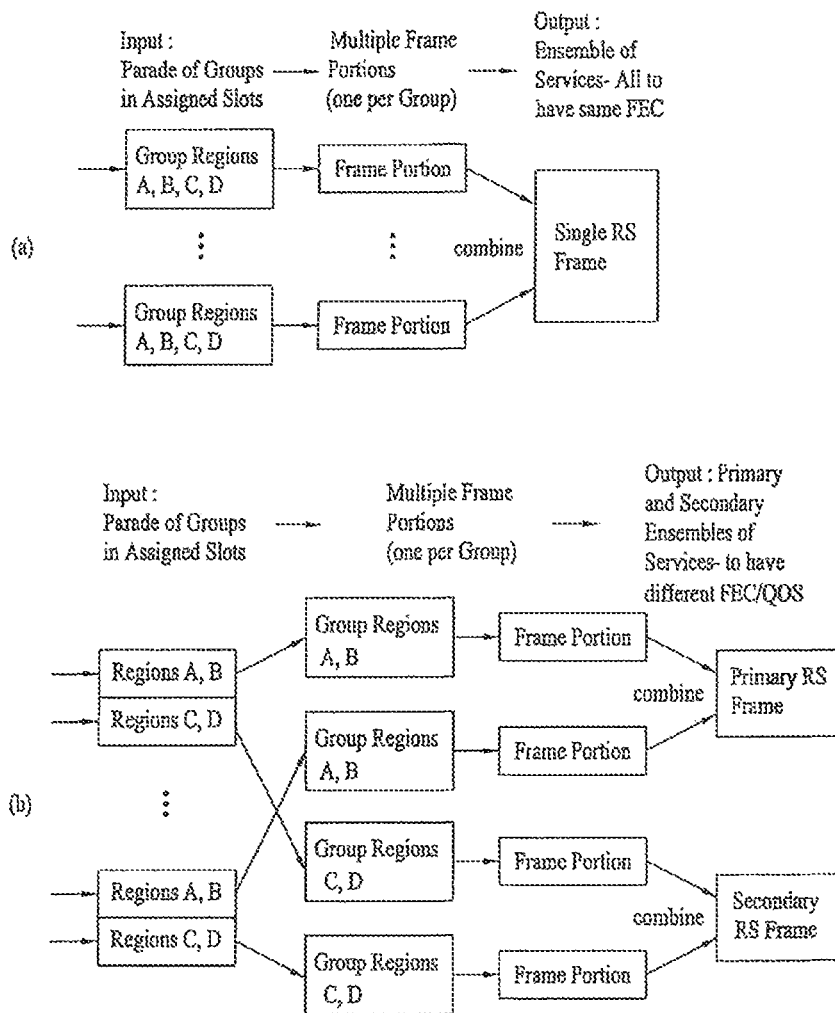 Input :
Parade of Groups
in Assigned Slots
Multiple Frame
Portions
(one per Group)
Output :
Ensemble of
Services- All to
have same FEC
(a)
Group Regions
A, B, C, D
Frame Portion
combine
Single RS
Frame
Group Regions
A, B, C, D
Frame Portion
Input :
Parade of Groups
in Assigned Slots
Multiple Frame
Portions
(one per Group)
Output : Primary
and Secondary
Ensembles of
Services- to have
different FEC/QOS
(b)
Regions A, B
Regions C, D
Group Regions
A, B
Frame Portion
combine
Primary RS
Frame
Group Regions
A, B
Frame Portion
Regions A, B
Regions C, D
Group Regions
C, D
Frame Portion
combine
Secondary
RS Frame
Group Regions
C, D
Frame Portion